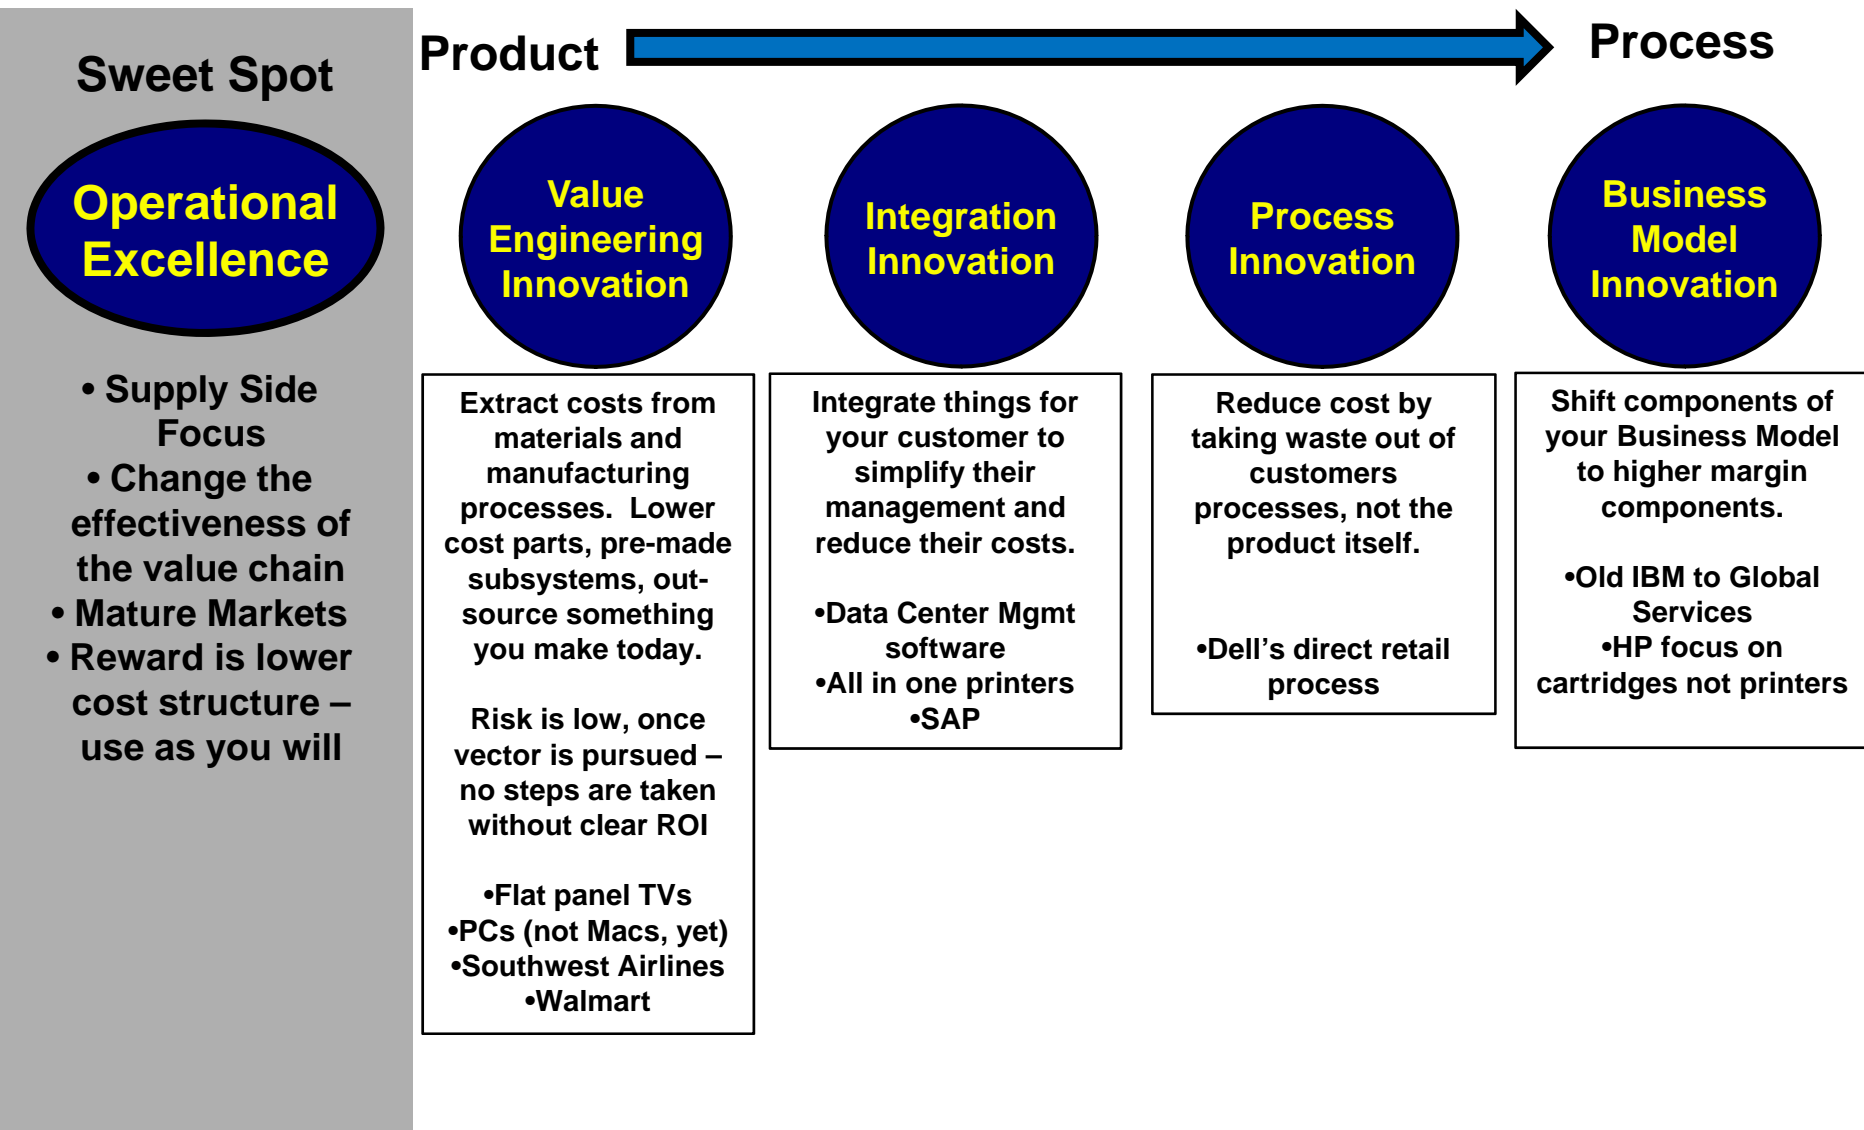 Sweet Spot
Operational
Excellence
• Supply Side
Focus
• Change the
effectiveness of
the value chain
• Mature Markets
• Reward is lower
cost structure –
use as you will
Product
Process
Value
Engineering
Innovation
Extract costs from
materials and
manufacturing
processes.  Lower
cost parts, pre-made
subsystems, out-
source something
you make today.
Risk is low, once
vector is pursued –
no steps are taken
without clear ROI
•Flat panel TVs
•PCs (not Macs, yet)
•Southwest Airlines
•Walmart
Integration
Innovation
Integrate things for
your customer to
simplify their
management and
reduce their costs.
•Data Center Mgmt
software
•All in one printers
•SAP
Process
Innovation
Reduce cost by
taking waste out of
customers
processes, not the
product itself.
•Dell’s direct retail
process
Business
Model
Innovation
Shift components of
your Business Model
to higher margin
components.
•Old IBM to Global
Services
•HP focus on
cartridges not printers